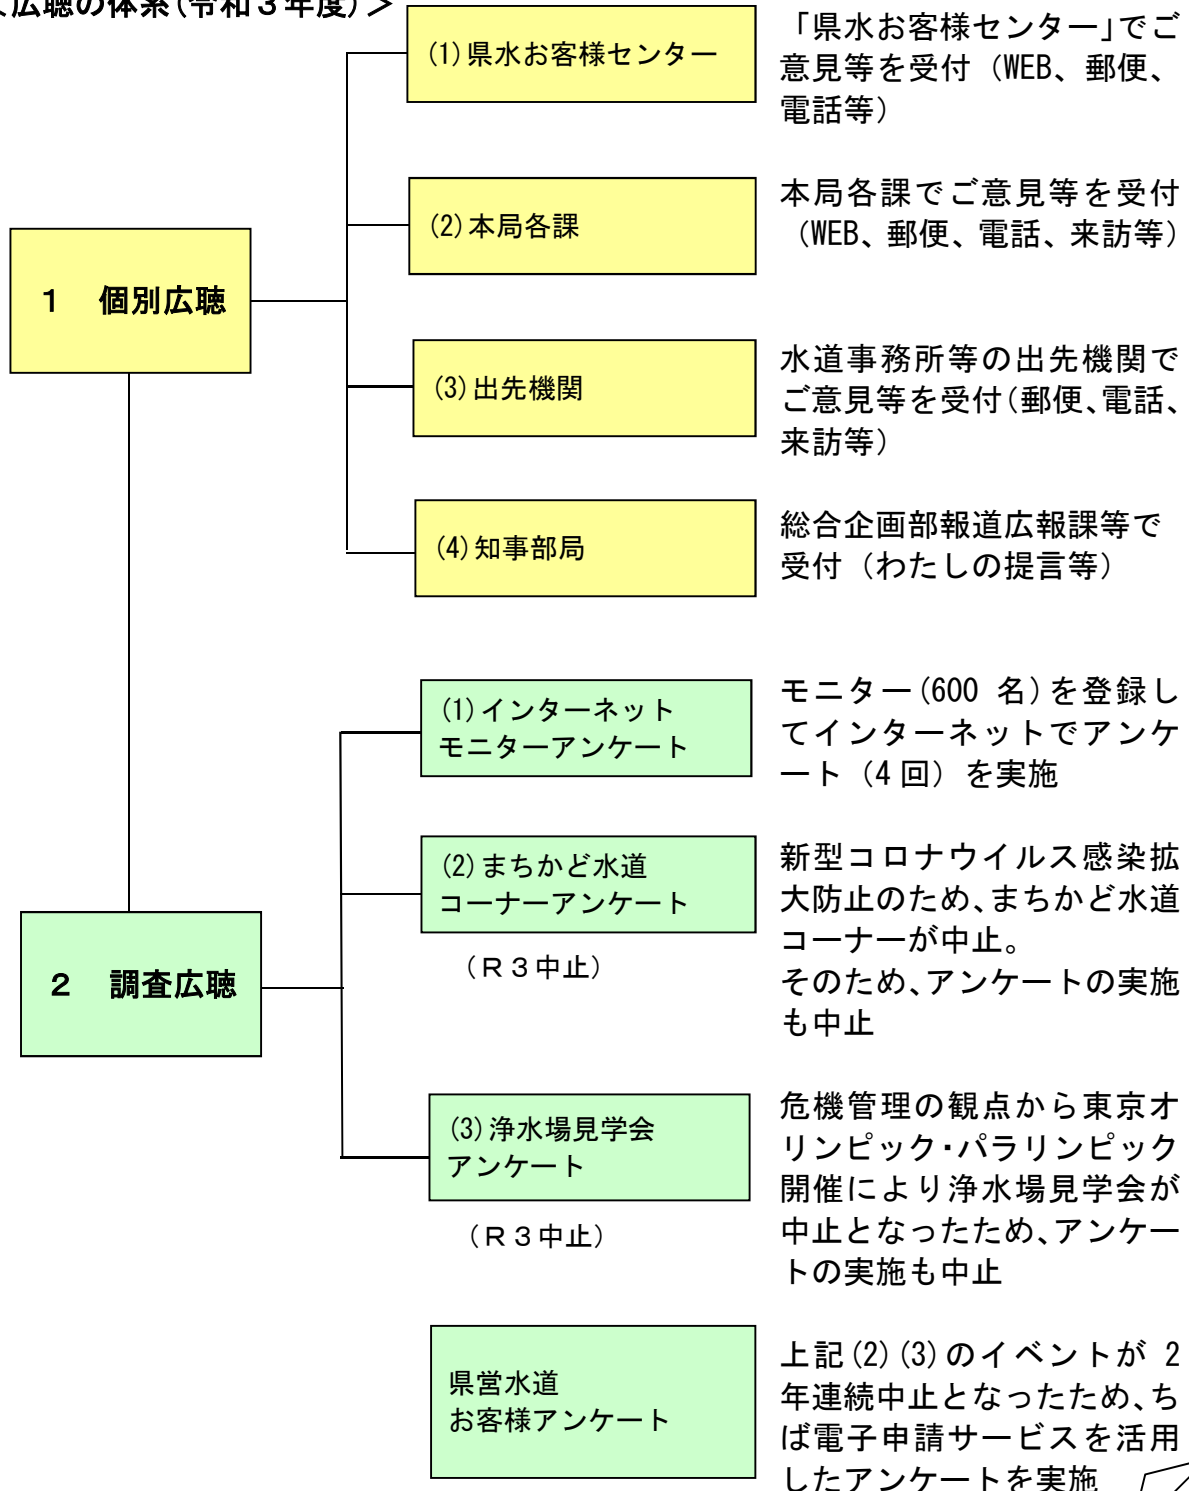 ＜広聴の体系(令和３年度)＞
(1)県水お客様センター
「県水お客様センター」でご
意見等を受付（WEB、郵便、
電話等）
(2)本局各課
本局各課でご意見等を受付
（WEB、郵便、電話、来訪等）
１　個別広聴
(3)出先機関
水道事務所等の出先機関で
ご意見等を受付（郵便、電話、
来訪等）
(4)知事部局
総合企画部報道広報課等で
受付（わたしの提言等）
(1)インターネット
モニターアンケート
モニター(600 名)を登録し
てインターネットでアンケ
ート（4 回）を実施
(2)まちかど水道
コーナーアンケート
（Ｒ３中止）
新型コロナウイルス感染拡
大防止のため、まちかど水道
コーナーが中止。
そのため、アンケートの実施
も中止
２　調査広聴
(3)浄水場見学会
アンケート
（Ｒ３中止）
危機管理の観点から東京オ
リンピック・パラリンピック
開催により浄水場見学会が
中止となったため、アンケー
トの実施も中止
県営水道
お客様アンケート
上記(2)(3)のイベントが 2
年連続中止となったため、ち
ば電子申請サービスを活用
したアンケートを実施